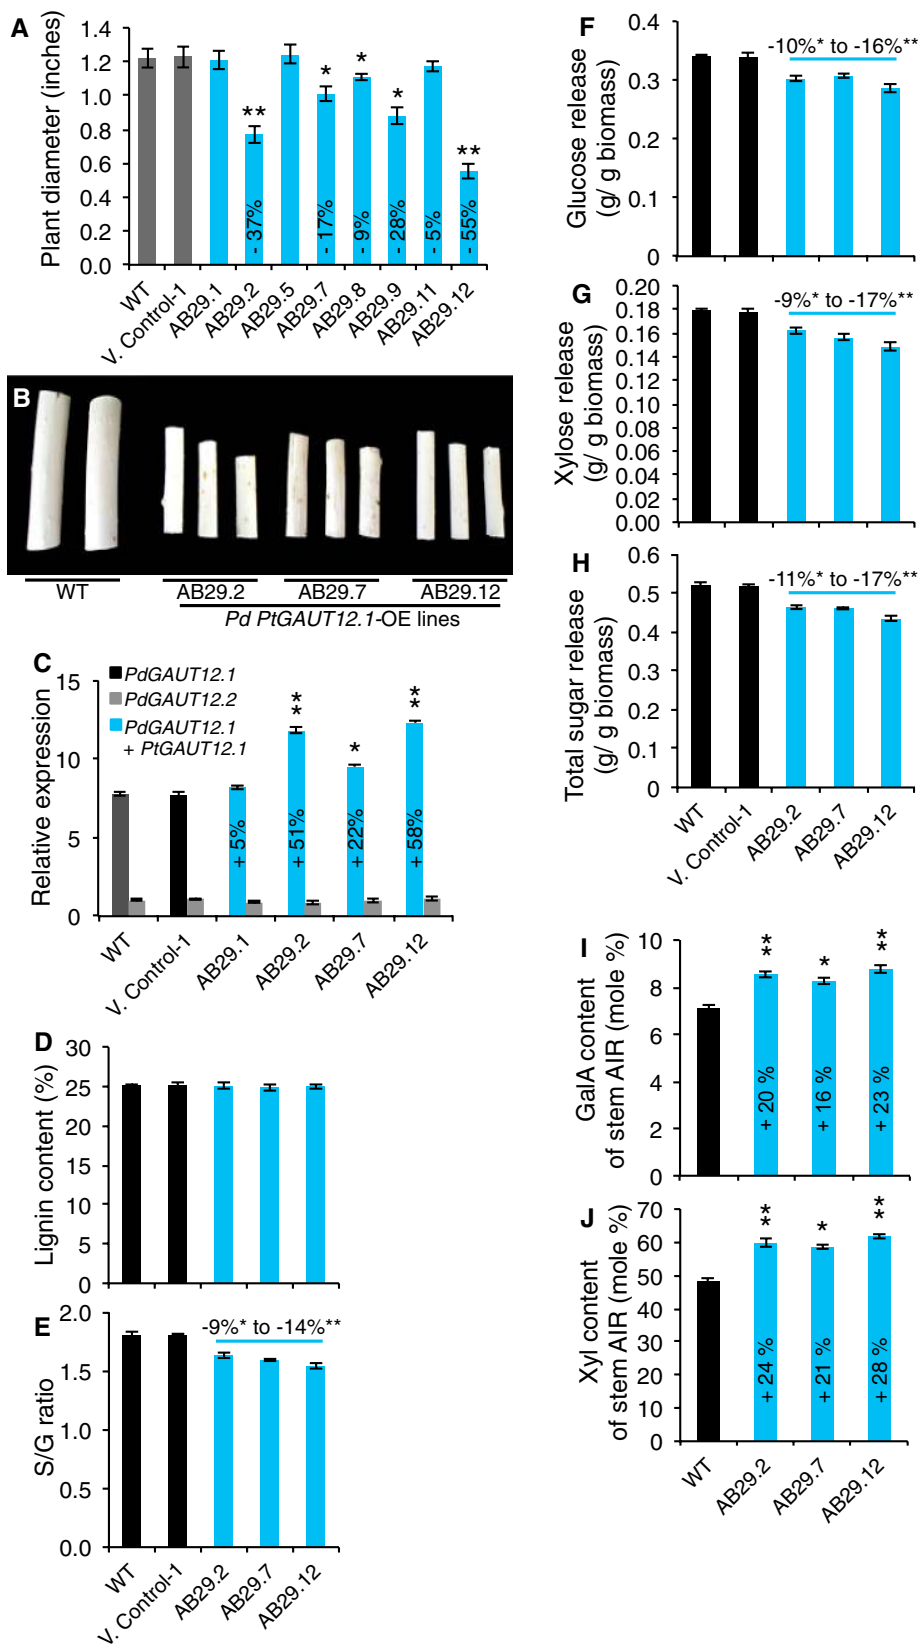 A
Plant diameter (inches)
1.4
1.2
1.0
0.8
0.6
0.4
0.2
0.0
**
*
*
*
**
- 37%
- 17%
- 9%
- 28%
- 5%
- 55%
WT
V. Control-1
AB29.1
AB29.2
AB29.5
AB29.7
AB29.8
AB29.9
AB29.11
AB29.12
B
WT
AB29.2
AB29.7
AB29.12
Pd PtGAUT12.1-OE lines
C
Relative expression
15
10
5
0
PdGAUT12.1
PdGAUT12.2
PdGAUT12.1
+ PtGAUT12.1
**
*
**
+ 5%
+ 51%
+ 22%
+ 58%
WT
V. Control-1
AB29.1
AB29.2
AB29.7
AB29.12
D
Lignin content (%)
30
25
20
15
10
5
0
E
S/G ratio
2.0
1.5
1.0
0.5
0.0
-9%* to -14%**
WT
V. Control-1
AB29.2
AB29.7
AB29.12
F
Glucose release
(g/ g biomass)
0.4
0.3
0.2
0.1
0
-10%* to -16%**
G
Xylose release
(g/ g biomass)
0.20
0.18
0.16
0.14
0.12
0.10
0.08
0.06
0.04
0.02
0.00
-9%* to -17%**
H
Total sugar release
(g/ g biomass)
0.6
0.5
0.4
0.3
0.2
0.1
0
-11%* to -17%**
WT
V. Control-1
AB29.2
AB29.7
AB29.12
I
GalA content
of stem AIR (mole %)
10
8
6
4
2
0
**
*
**
+ 20 %
+ 16 %
+ 23 %
J
Xyl content
of stem AIR (mole %)
70
60
50
40
30
20
10
0
**
*
**
+ 24 %
+ 21 %
+ 28 %
WT
AB29.2
AB29.7
AB29.12